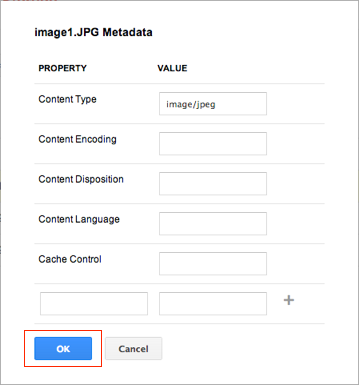 image1.JPG Metadata
PROPERTY VALUE
Content Type image/jpeg
Content Encoding
Content Disposition
Content Language
Cache Control
+
OK Cancel